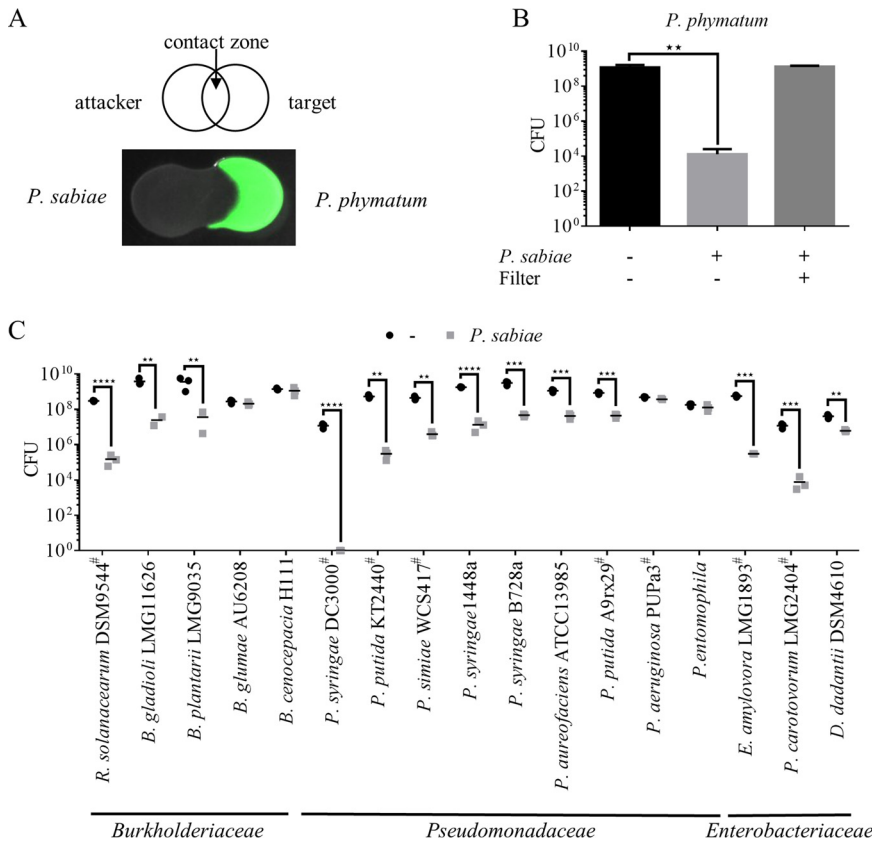 A
contact zone
attacker
target
P. sabiae
P. phymatum
B
P. phymatum
★★
CFU
10^10
10^8
10^6
10^4
10^2
10^0
P. sabiae - + +
Filter - - +
C
- P. sabiae
CFU
10^10
10^8
10^6
10^4
10^2
10^0
★★★★
★★
★★
★★★★
★★
★★
★★★★
★★★
★★★
★★★
★★★
★★★
★★
R. solanacearum DSM9544#
B. gladioli LMG11626
B. plantarii LMG9035
B. glumae AU6208
B. cenocepacia H111
P. syringae DC3000#
P. putida KT2440#
P. simiae WCS417#
P. syringae1448a
P. syringae B728a
P. aureofaciens ATCC13985
P. putida A9rx29#
P. aeruginosa PUPa3#
P.entomophila
E. amylovora LMG1893#
P. carotovorum LMG2404#
D. dadantii DSM4610
Burkholderiaceae
Pseudomonadaceae
Enterobacteriaceae